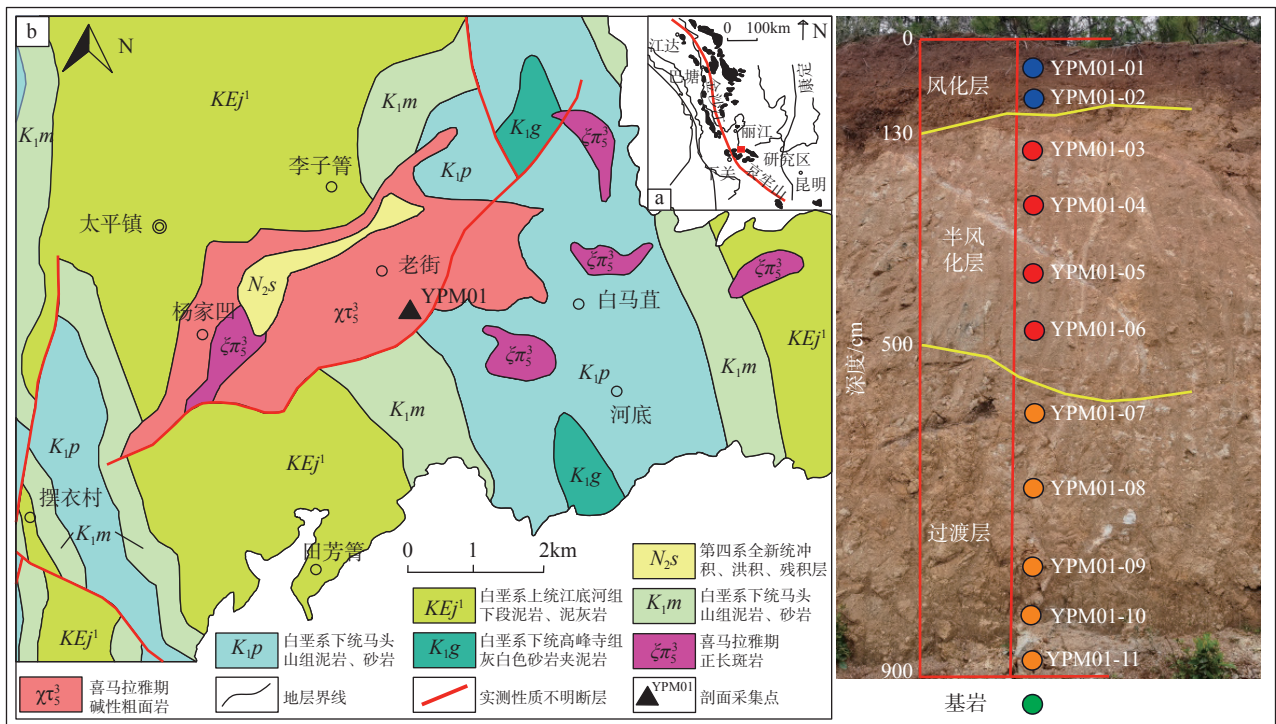 b
N
KEj¹
K₁m
K₁m
K₁g
ζπ₅³
K₁p
李子箐
太平镇
N₂s
老街
YPM01
杨家凹
χτ₅³
ζπ₅³
ζπ₅³
白马苴
ζπ₅³
ζπ₅³
KEj¹
K₁m
K₁p
河底
K₁m
KEj¹
K₁p
K₁g
摆衣村
K₁m
KEj¹
阳芳箐
0 1 2km
a
0 100km
N
江达
巴塘
康定
丽江
研究区
下关
哀牢山
昆明
N₂s
第四系全新统冲
积、洪积、残积层
KEj¹
白垩系上统江底河组
下段泥岩、泥灰岩
K₁m
白垩系下统马头
山组泥岩、砂岩
K₁p
白垩系下统马头
山组泥岩、砂岩
K₁g
白垩系下统高峰寺组
灰白色砂岩夹泥岩
ζπ₅³
喜马拉雅期
正长斑岩
χτ₅³
喜马拉雅期
碱性粗面岩
地层界线
实测性质不明断层
YPM01
剖面采集点
0
130
500
900
深度/cm
风化层
半风
化层
过渡层
基岩
YPM01-01
YPM01-02
YPM01-03
YPM01-04
YPM01-05
YPM01-06
YPM01-07
YPM01-08
YPM01-09
YPM01-10
YPM01-11